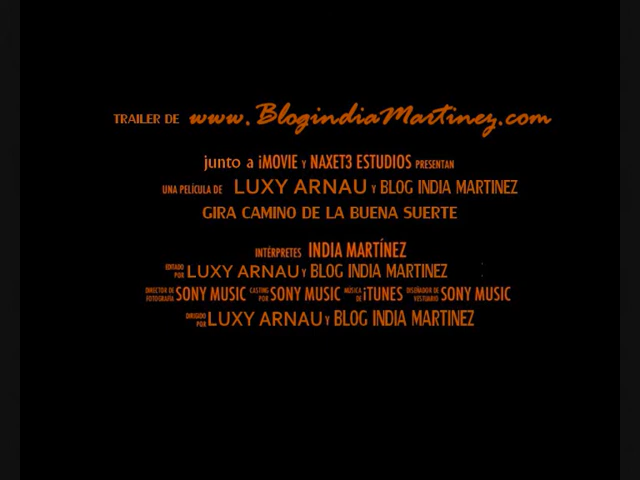 TRAILER DE www.BlogindiaMartinez.com
junto a iMOVIE Y NAXET3 ESTUDIOS PRESENTAN
UNA PELÍCULA DE LUXY ARNAU Y BLOG INDIA MARTINEZ
GIRA CAMINO DE LA BUENA SUERTE
INTÉRPRETES INDIA MARTÍNEZ
EDITADO POR LUXY ARNAU Y BLOG INDIA MARTINEZ
DIRECTOR DE FOTOGRAFÍA SONY MUSIC CASTING POR SONY MUSIC MÚSICA DE iTUNES DISEÑADOR DE VESTUARIO SONY MUSIC
DIRIGIDO POR LUXY ARNAU Y BLOG INDIA MARTINEZ